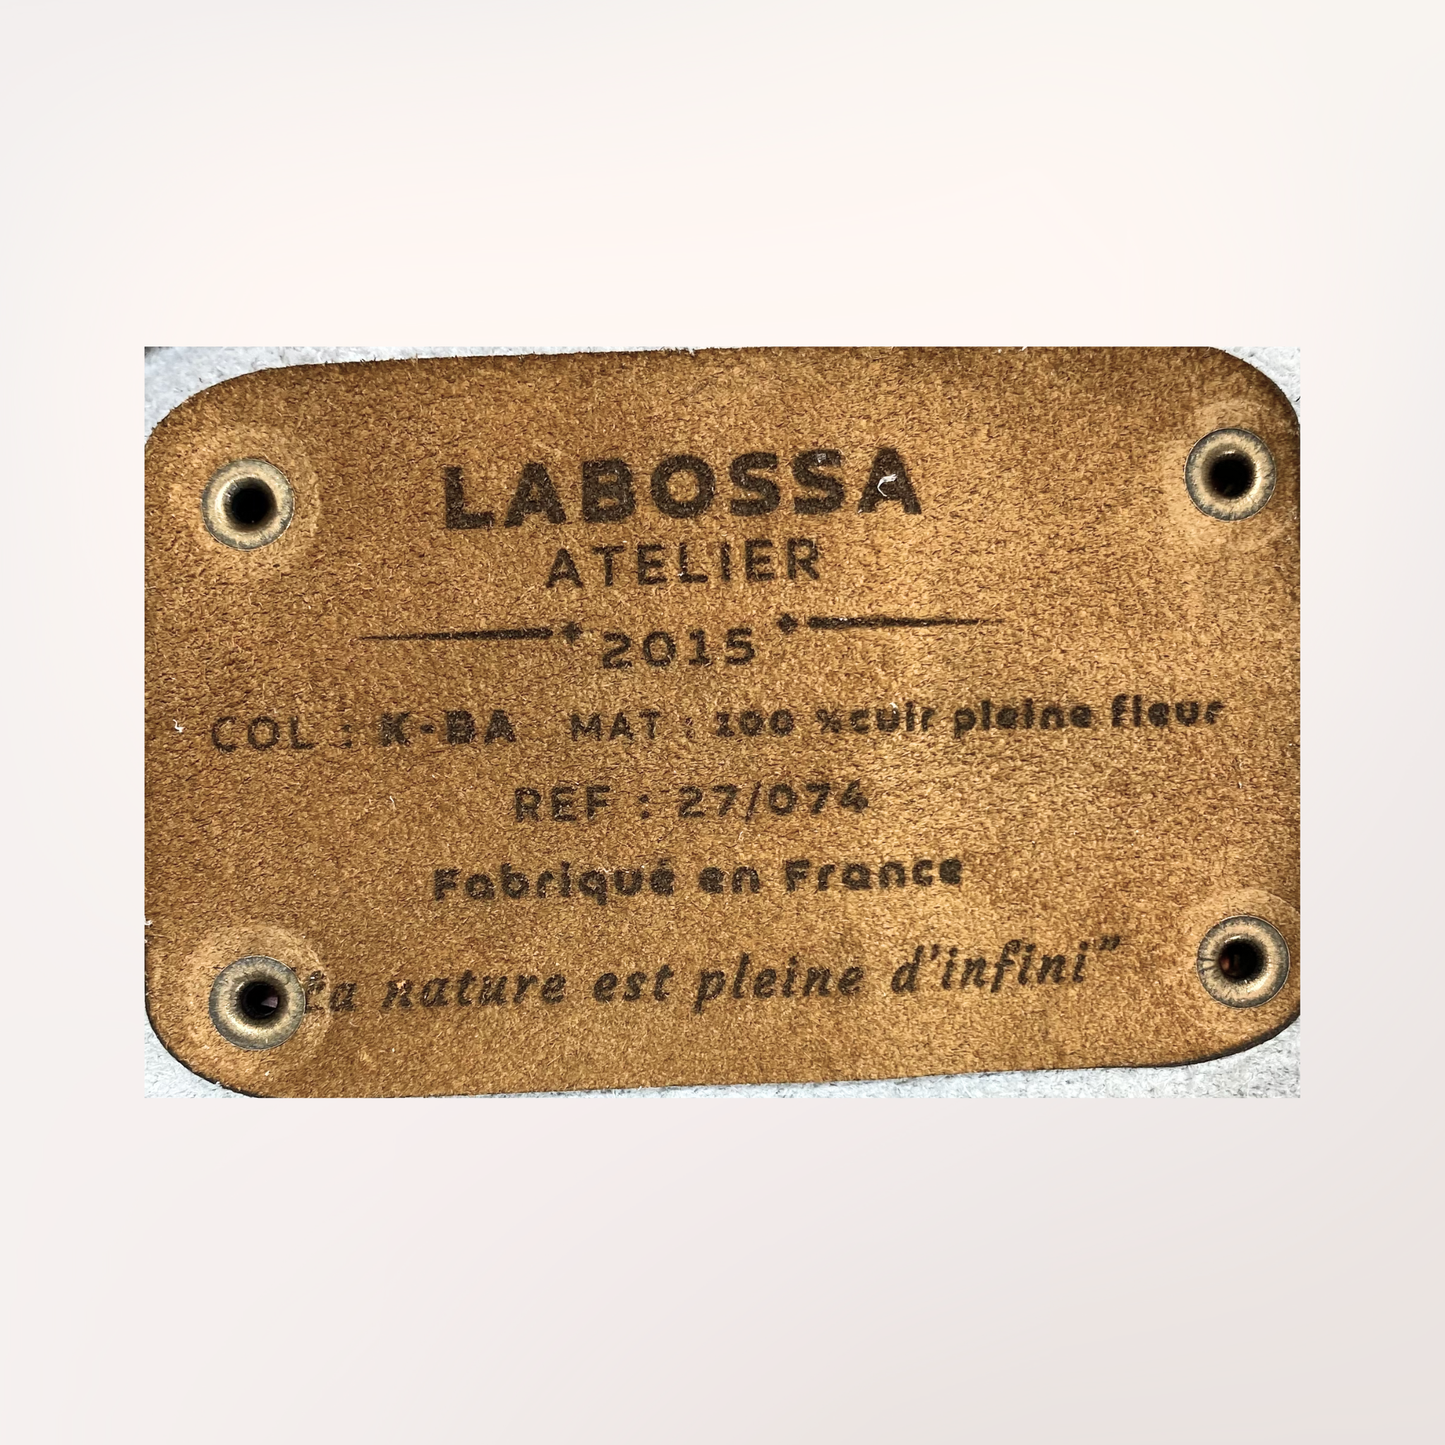 LABOSSA
ATELIER
2015
COL : K-BA MAT : 100 %cuir pleine fleur
REF : 27/074
Fabriqué en France
"La nature est pleine d'infini"